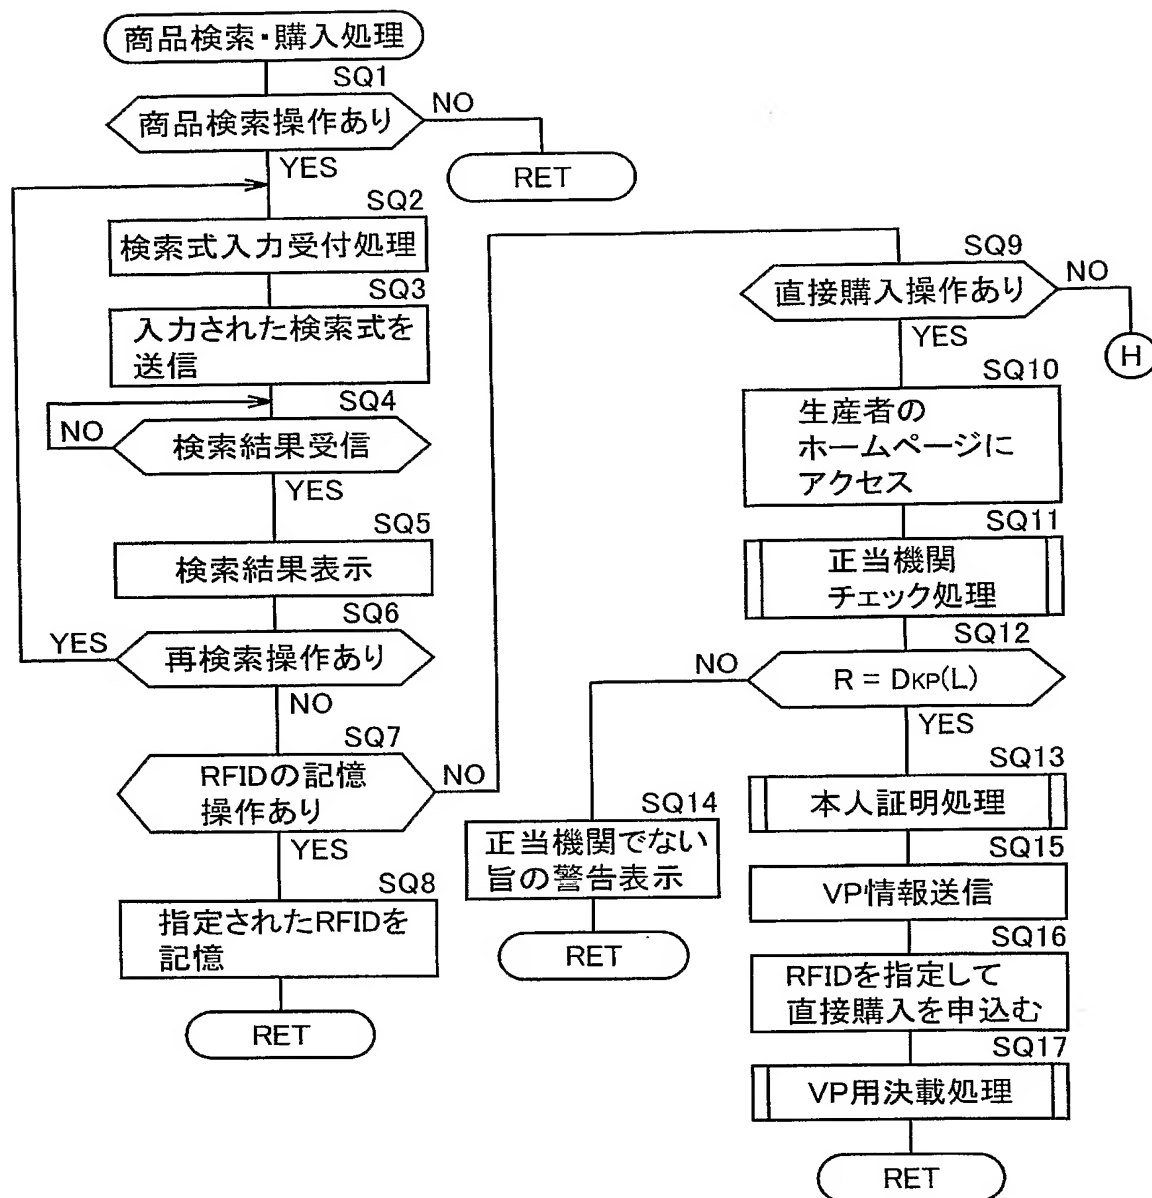 商品検索・購入処理
SQ1
商品検索操作あり
NO
RET
YES
SQ2
検索式入力受付処理
SQ3
入力された検索式を
送信
SQ4
NO
検索結果受信
YES
SQ5
検索結果表示
SQ6
YES
再検索操作あり
NO
SQ7
RFIDの記憶
操作あり
NO
YES
SQ8
指定されたRFIDを
記憶
RET
SQ9
直接購入操作あり
NO
H
YES
SQ10
生産者の
ホームページに
アクセス
SQ11
正当機関
チェック処理
SQ12
NO
R = DKP(L)
YES
SQ14
正当機関でない
旨の警告表示
RET
SQ13
本人証明処理
SQ15
VP情報送信
SQ16
RFIDを指定して
直接購入を申込む
SQ17
VP用決載処理
RET